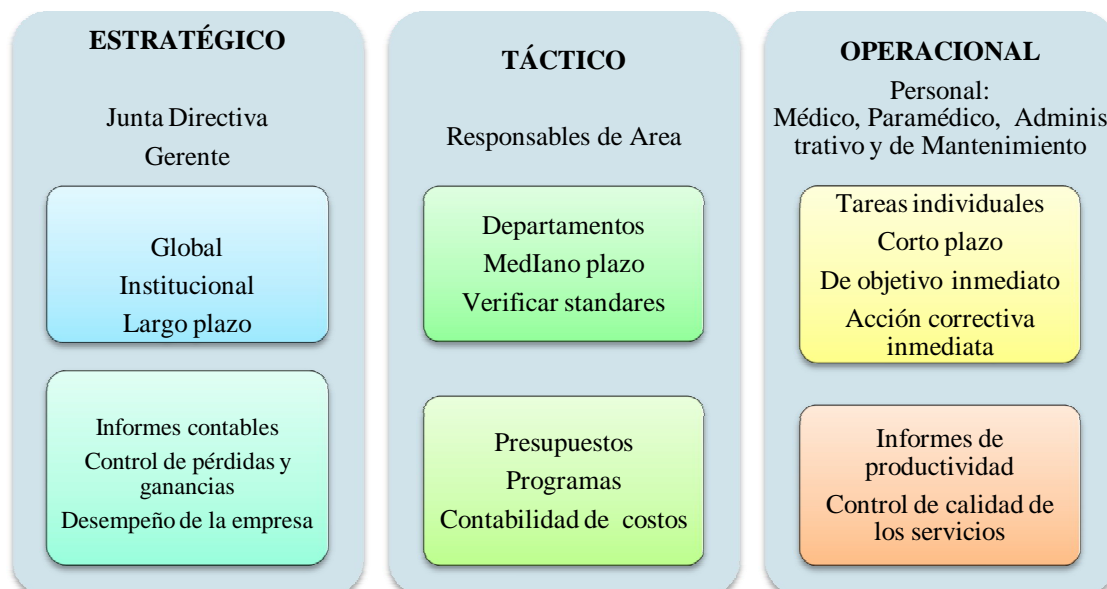 ESTRATÉGICO
Junta Directiva
Gerente
Global
Institucional
Largo plazo
Informes contables
Control de pérdidas y
ganancias
Desempeño de la empresa
TÁCTICO
Responsables de Area
Departamentos
MedIano plazo
Verificar standares
Presupuestos
Programas
Contabilidad de costos
OPERACIONAL
Personal:
Médico, Paramédico, Adminis
trativo y de Mantenimiento
Tareas individuales
Corto plazo
De objetivo inmediato
Acción correctiva
inmediata
Informes de
productividad
Control de calidad de
los servicios